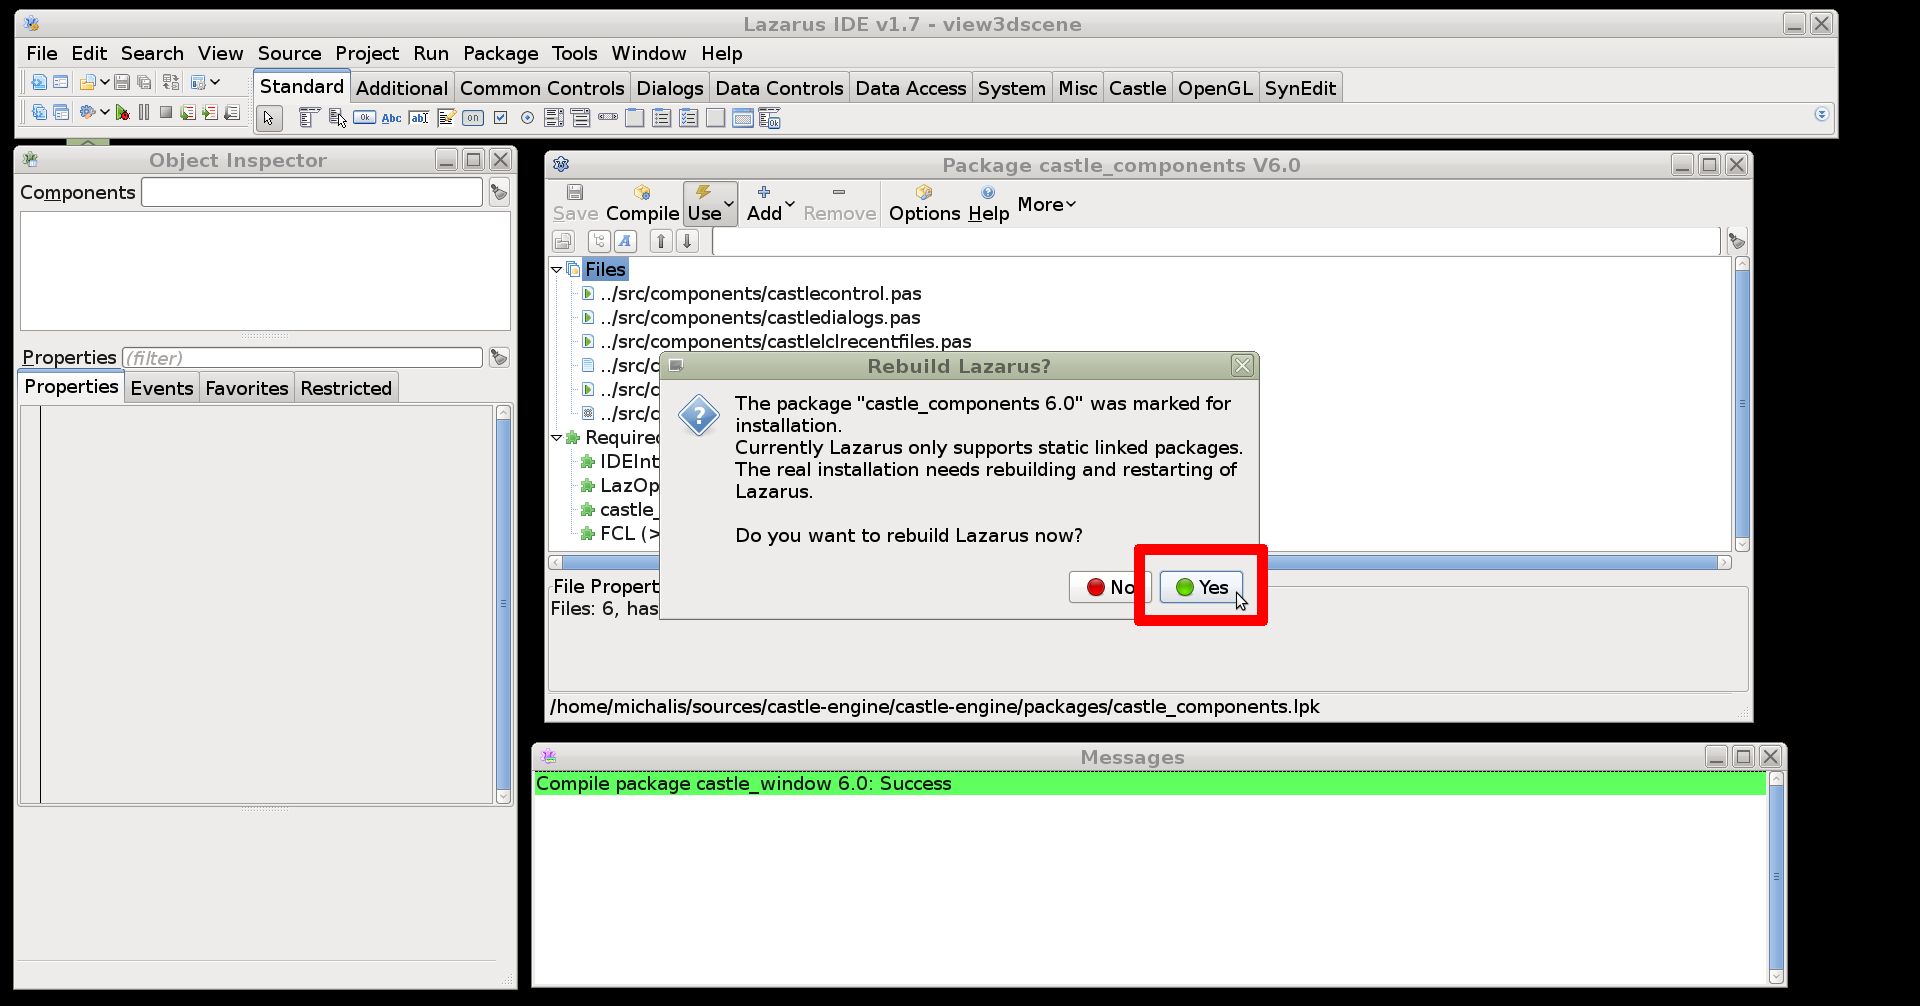 Lazarus IDE v1.7 - view3dscene
File Edit Search View Source Project Run Package Tools Window Help
Standard Additional Common Controls Dialogs Data Controls Data Access System Misc Castle OpenGL SynEdit
Ok Abc ab on
Object Inspector
Components
Properties (filter)
Properties Events Favorites Restricted
Package castle_components V6.0
Save Compile Use Add Remove Options Help More
Files
../src/components/castlecontrol.pas
../src/components/castledialogs.pas
../src/components/castlelclrecentfiles.pas
../src/c
../src/c
../src/c
Required
IDEInt
LazOp
castle_
FCL (>
File Propert
Files: 6, has
/home/michalis/sources/castle-engine/castle-engine/packages/castle_components.lpk
Rebuild Lazarus?
The package "castle_components 6.0" was marked for
installation.
Currently Lazarus only supports static linked packages.
The real installation needs rebuilding and restarting of
Lazarus.
Do you want to rebuild Lazarus now?
No Yes
Messages
Compile package castle_window 6.0: Success